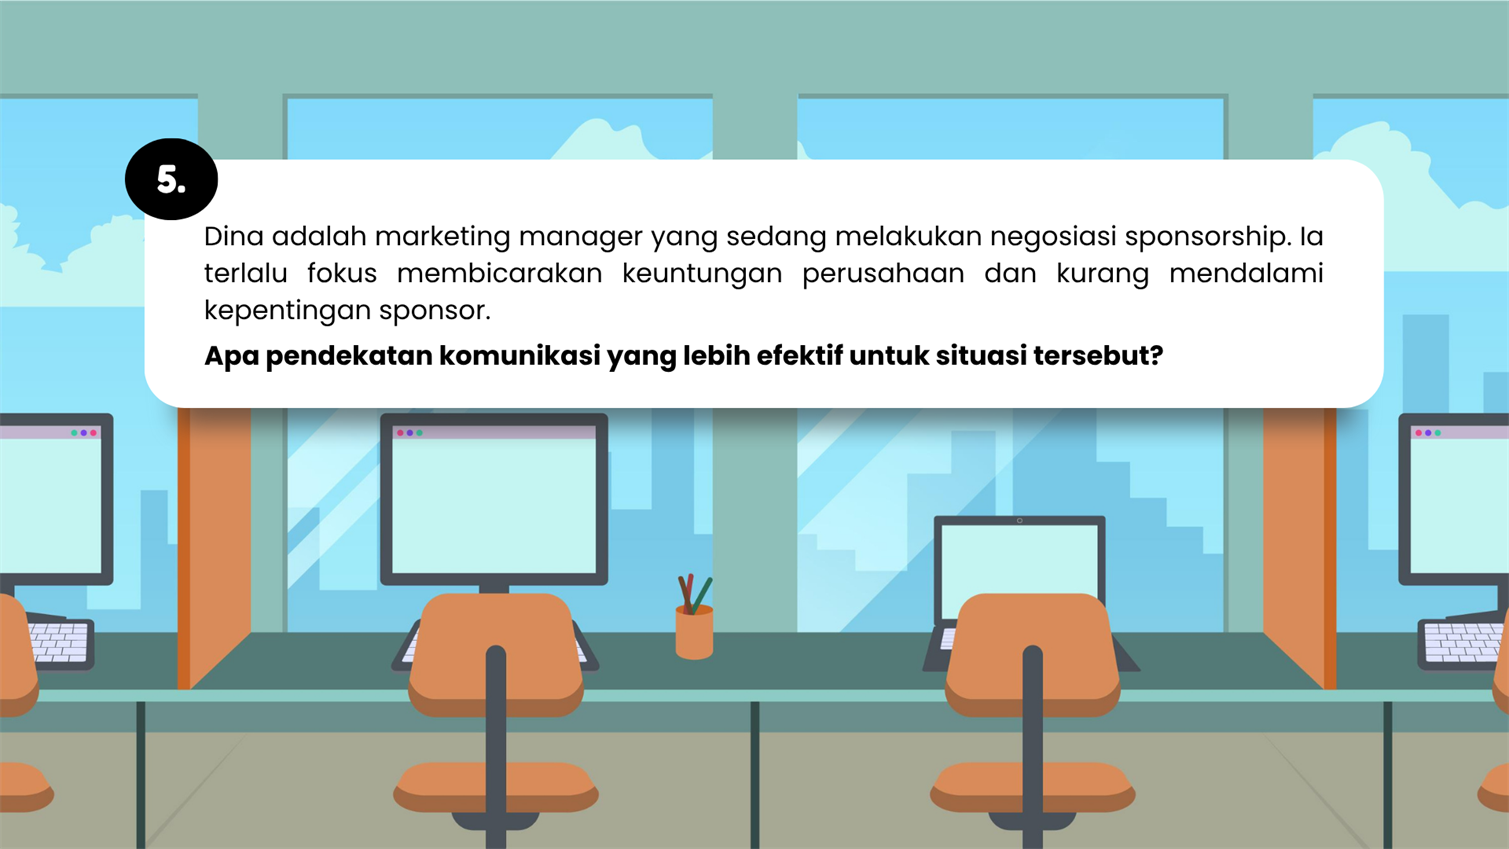 5.
Dina adalah marketing manager yang sedang melakukan negosiasi sponsorship. Ia
terlalu fokus membicarakan keuntungan perusahaan dan kurang mendalami
kepentingan sponsor.
Apa pendekatan komunikasi yang lebih efektif untuk situasi tersebut?